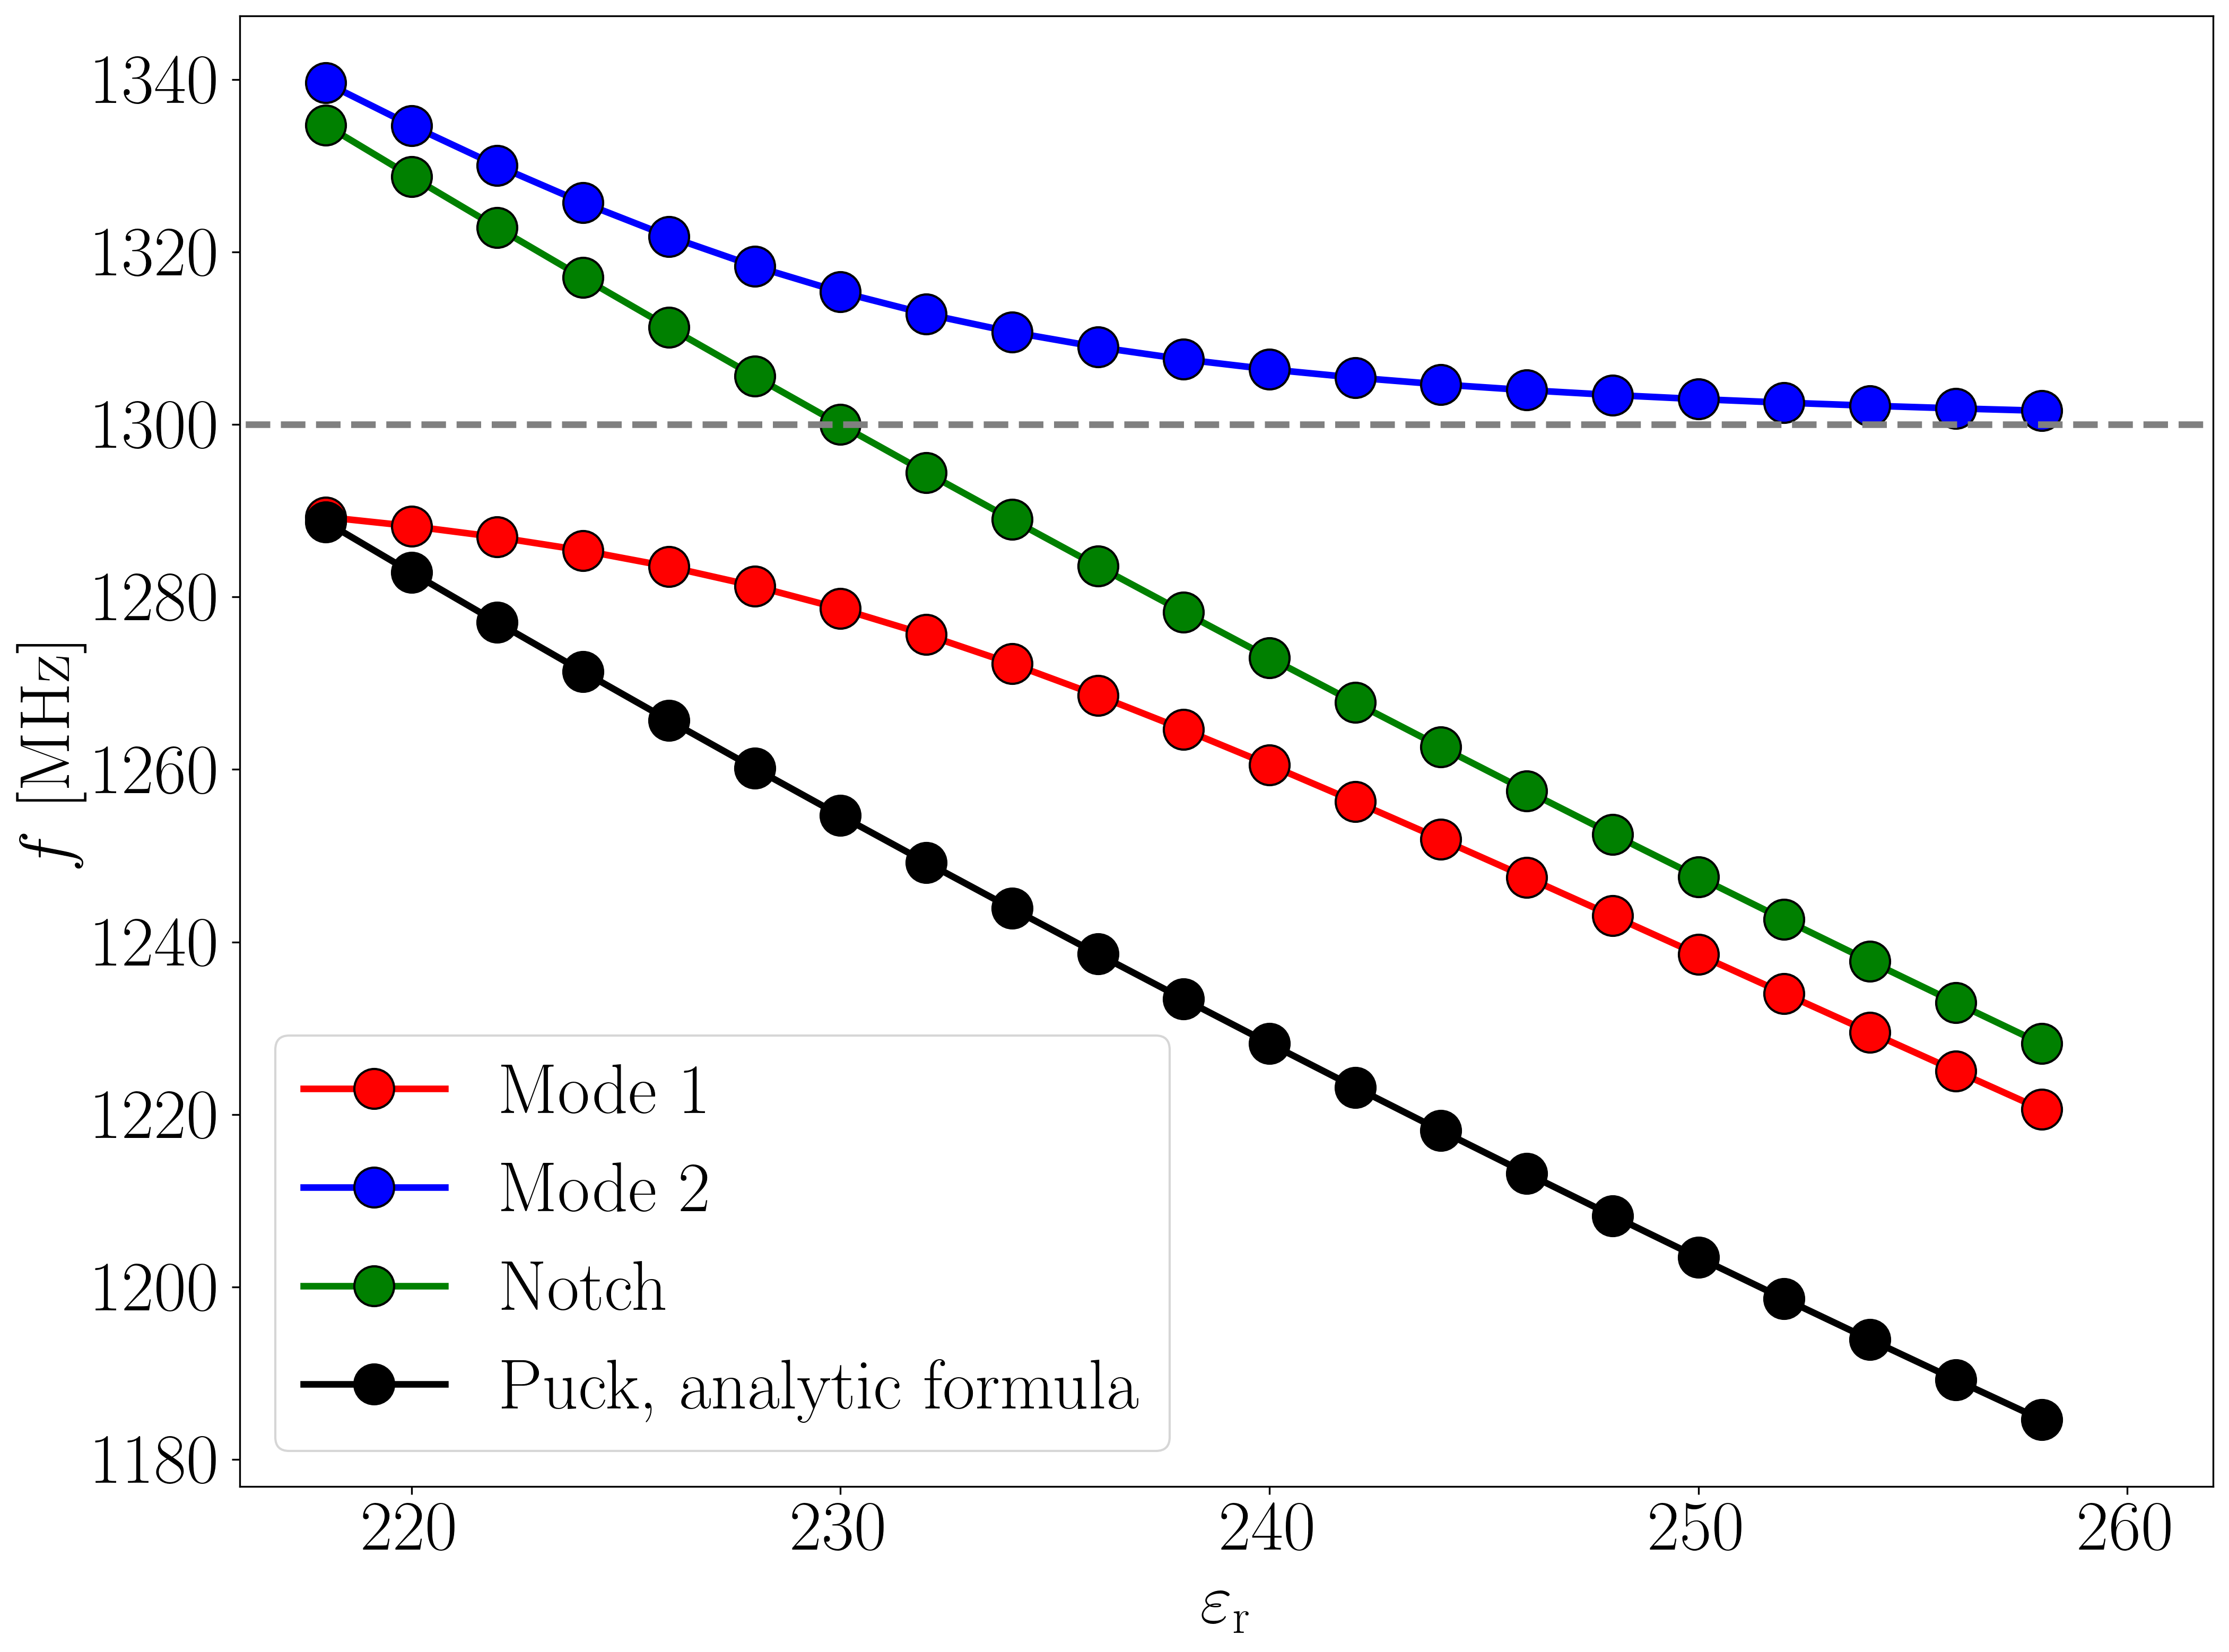 1340
1320
1300
1280
1260
1240
1220
1200
1180
f [MHz]
Mode 1
Mode 2
Notch
Puck, analytic formula
220 230 240 250 260
εr